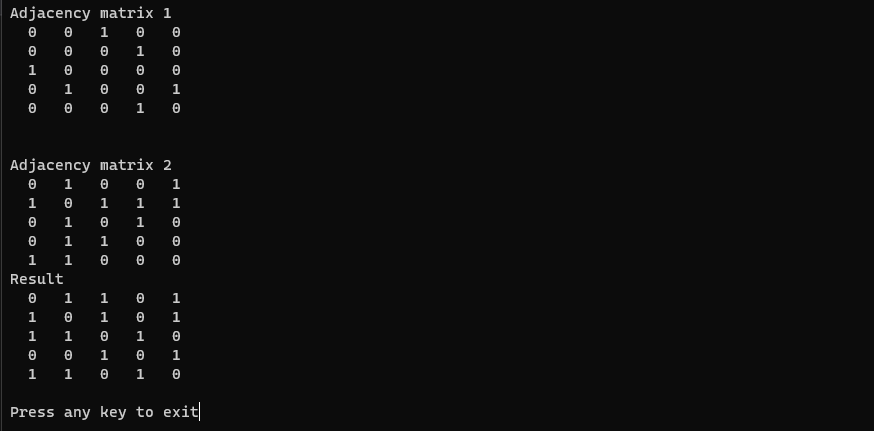 Adjacency matrix 1
0 0 1 0 0
0 0 0 1 0
1 0 0 0 0
0 1 0 0 1
0 0 0 1 0
Adjacency matrix 2
0 1 0 0 1
1 0 1 1 1
0 1 0 1 0
0 1 1 0 0
1 1 0 0 0
Result
0 1 1 0 1
1 0 1 0 1
1 1 0 1 0
0 0 1 0 1
1 1 0 1 0
Press any key to exit